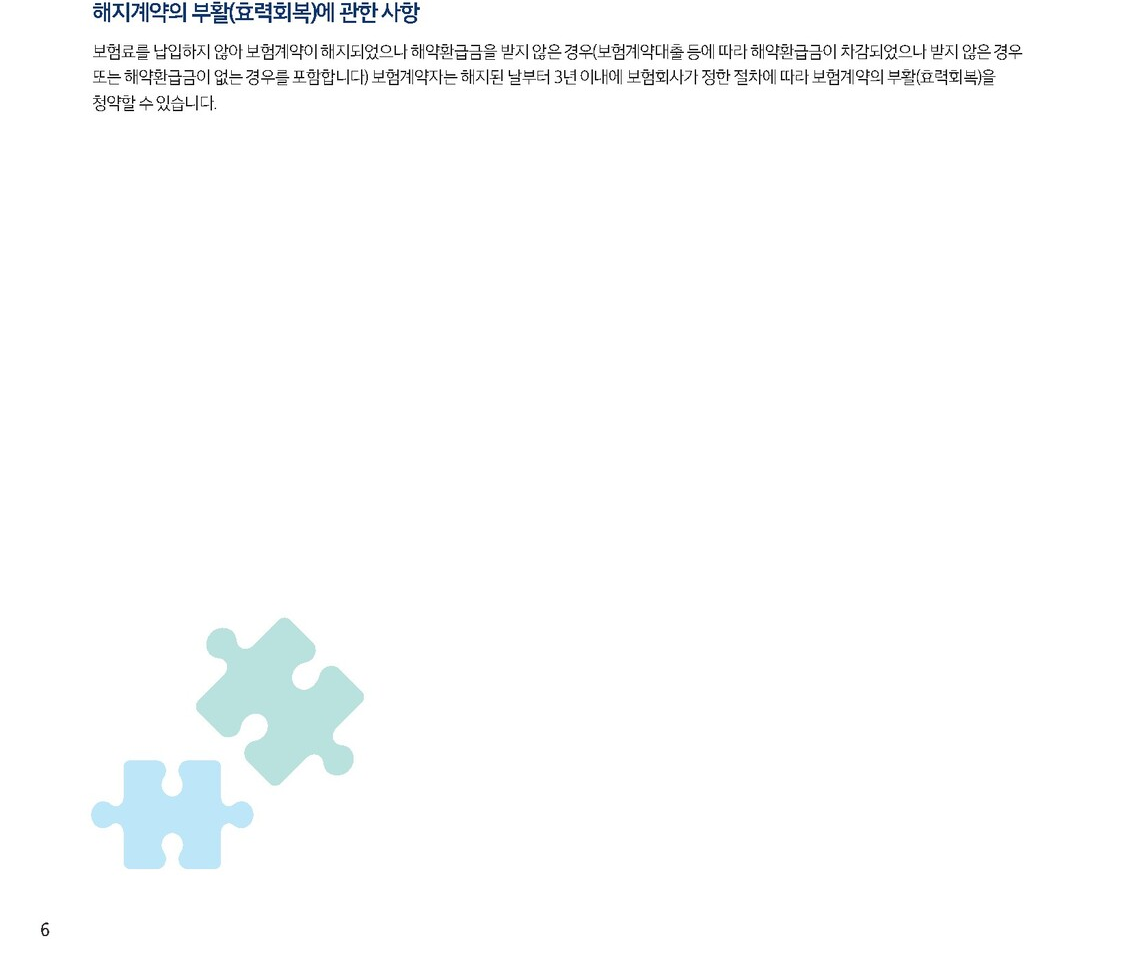 해지계약의 부활(효력회복)에 관한 사항
보험료를 납입하지 않아 보험계약이 해지되었으나 해약환급금을 받지 않은 경우(보험계약대출 등에 따라 해약환급금이 차감되었으나 받지 않은 경우
또는 해약환급금이 없는 경우를 포함합니다) 보험계약자는 해지된 날부터 3년 이내에 보험회사가 정한 절차에 따라 보험계약의 부활(효력회복)을
청약할 수 있습니다.
6